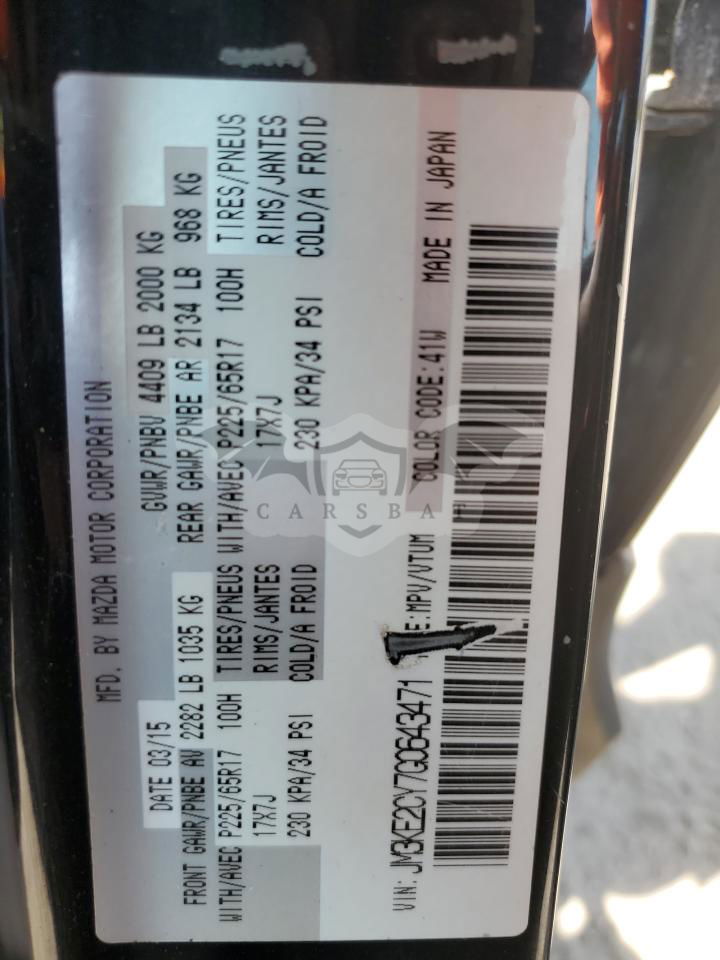 MFD. BY MAZDA MOTOR CORPORATION
DATE 03/15 GVWR/PNBV 4409 LB 2000 KG
FRONT GAWR/PNBE AV 2282 LB 1035 KG REAR GAWR/PNBE AR 2134 LB 968 KG
WITH/AVEC P225/65R17 100H TIRES/PNEUS WITH/AVEC P225/65R17 100H TIRES/PNEUS
17X7J RIMS/JANTES 17X7J RIMS/JANTES
230 KPA/34 PSI COLD/A FROID 230 KPA/34 PSI COLD/A FROID
VIN: JM3KE2CY7G0643471 :MPV/VTUM COLOR CODE:41W MADE IN JAPAN
CARSBAT